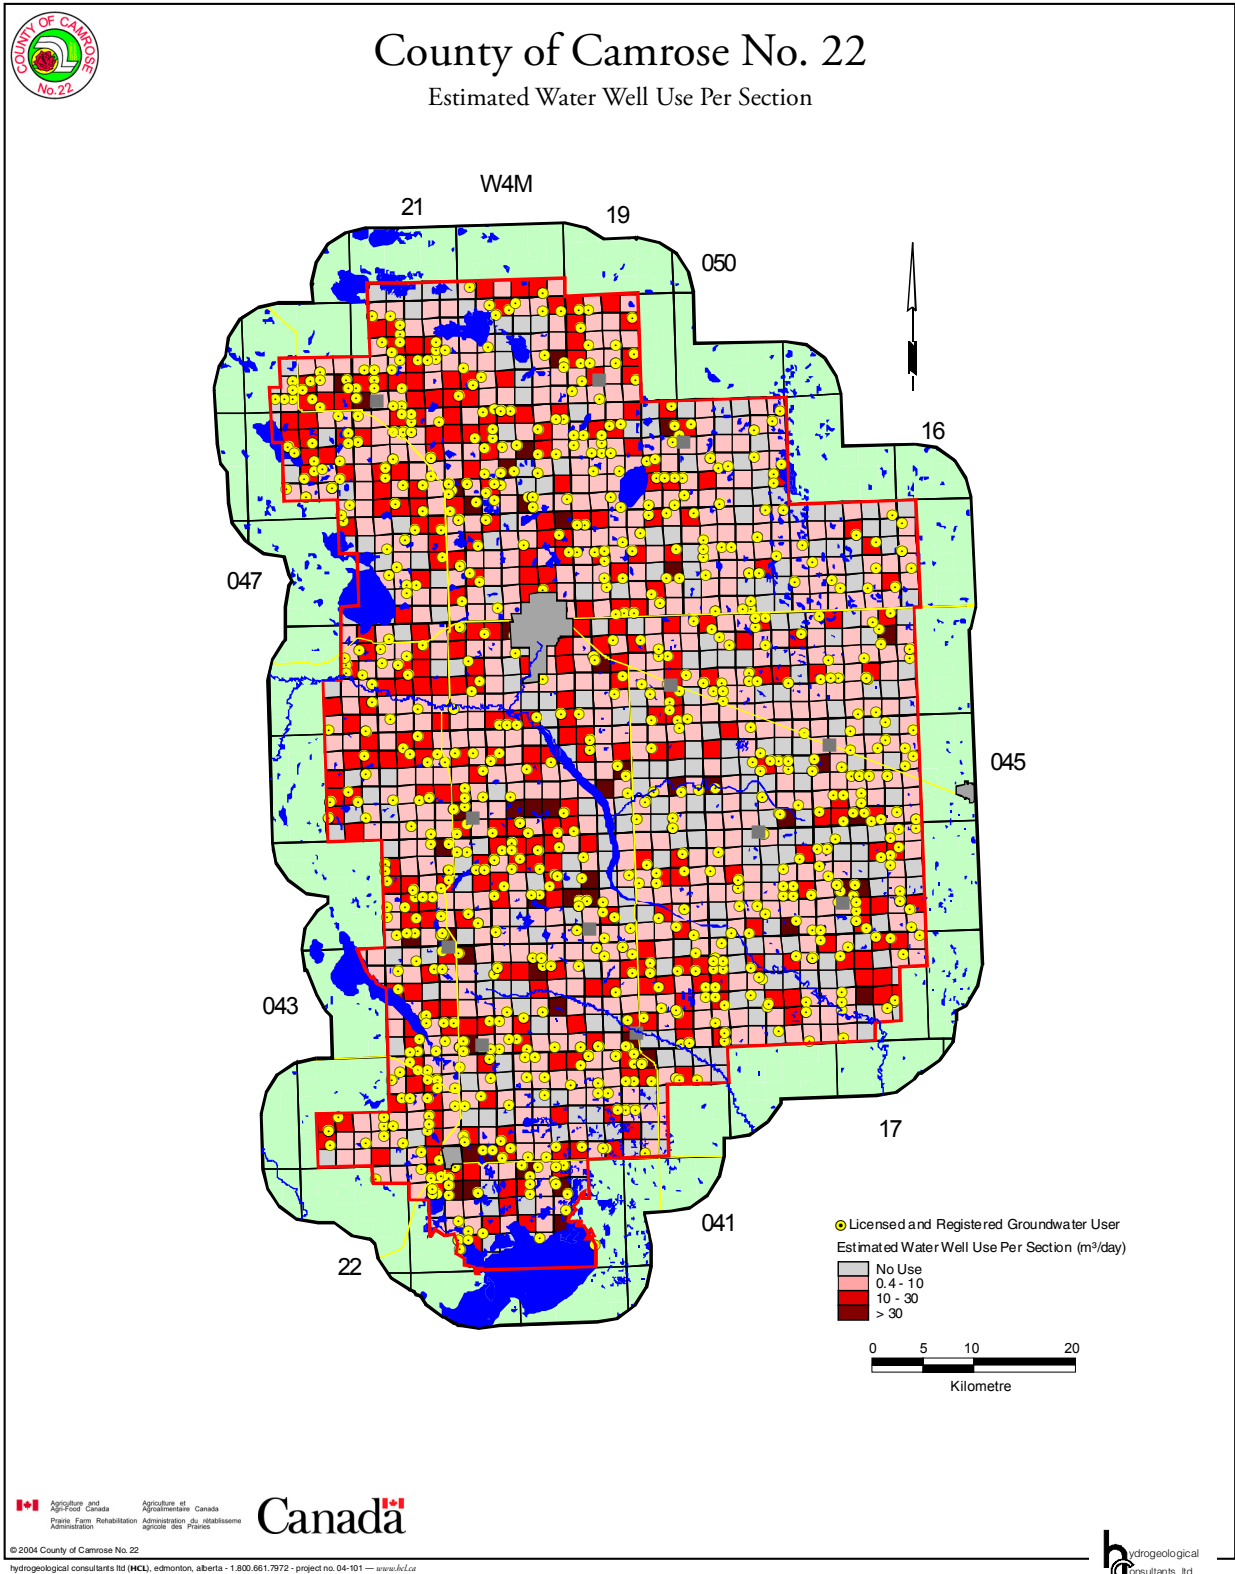 COUNTY OF CAMROSE
No.22
County of Camrose No. 22
Estimated Water Well Use Per Section
W4M
21
19
050
16
047
045
043
17
041
22
Licensed and Registered Groundwater User
Estimated Water Well Use Per Section (m³/day)
No Use
0.4 - 10
10 - 30
> 30
0 5 10 20
Kilometre
Agriculture and Agri-Food Canada
Agriculture et Agroalimentaire Canada
Prairie Farm Rehabilitation Administration
Administration du rétablisseme agricole des Prairies
Canada
© 2004 County of Camrose No. 22
hydrogeological consultants ltd (HCL), edmonton, alberta - 1.800.661.7972 - project no. 04-101 — www.hcl.ca
hydrogeological
consultants ltd